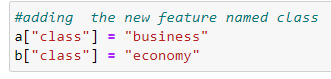 #adding  the new feature named class
a["class"] = "business"
b["class"] = "economy"